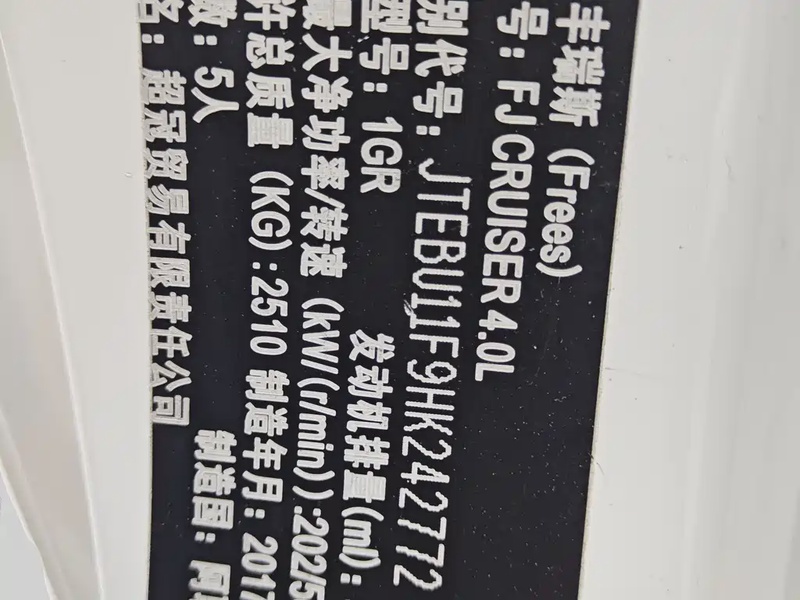 丰瑞斯 (Frees)
号: FJ CRUISER 4.0L
别代号: JTEBU11F9HK242772
型号: 1GR 发动机排量(ml):
最大净功率/转速 (kW/(r/min)):202/5
许总质量 (KG):2510 制造年月: 2017
数: 5人 制造国:
名: 超冠贸易有限责任公司